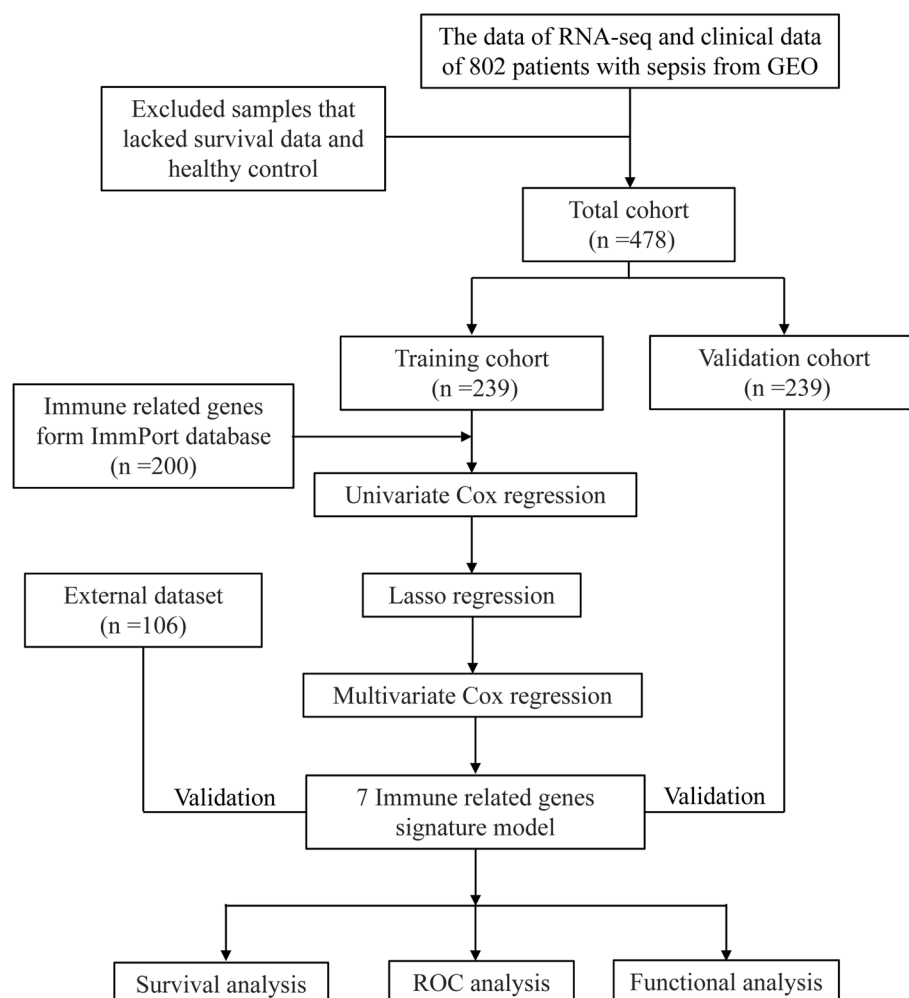 The data of RNA-seq and clinical data
of 802 patients with sepsis from GEO
Excluded samples that
lacked survival data and
healthy control
Total cohort
(n =478)
Training cohort
(n =239)
Validation cohort
(n =239)
Immune related genes
form ImmPort database
(n =200)
Univariate Cox regression
Lasso regression
External dataset
(n =106)
Multivariate Cox regression
Validation
7 Immune related genes
signature model
Validation
Survival analysis
ROC analysis
Functional analysis